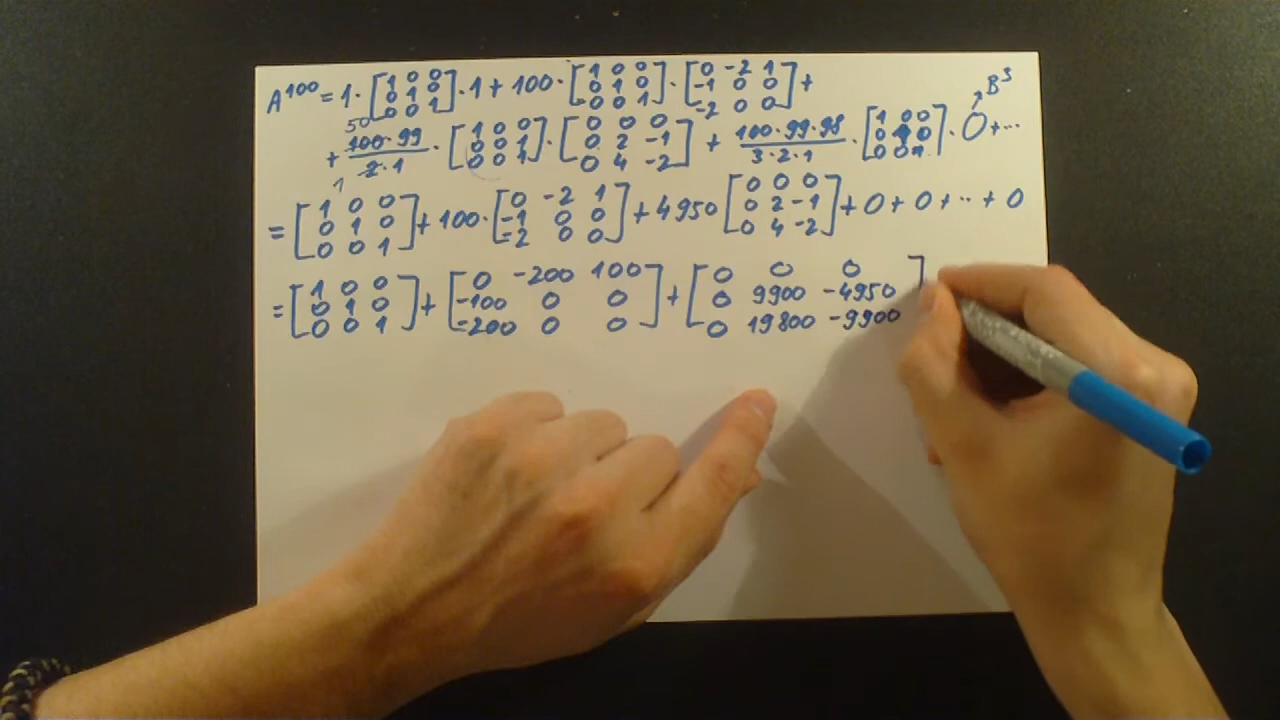 A¹⁰⁰ = 1 · [1 0 0; 0 1 0; 0 0 1] · 1 + 100 · [1 0 0; 0 1 0; 0 0 1] · [0 -2 1; -1 0 0; -2 0 0] +
+ 50 100·99 / 2·1 1 · [1 0 0; 0 0 1; 0 0 1] · [0 0 0; 0 2 -1; 0 4 -2] + 100·99·98 / 3·2·1 · [1 0 0; 0 1 0; 0 0 1] · 0 → B³ + ...
= [1 0 0; 0 1 0; 0 0 1] + 100 · [0 -2 1; -1 0 0; -2 0 0] + 4950 [0 0 0; 0 2 -1; 0 4 -2] + 0 + 0 + ... + 0
= [1 0 0; 0 1 0; 0 0 1] + [0 -200 100; -100 0 0; -200 0 0] + [0 0 0; 0 9900 -4950; 0 19800 -9900]